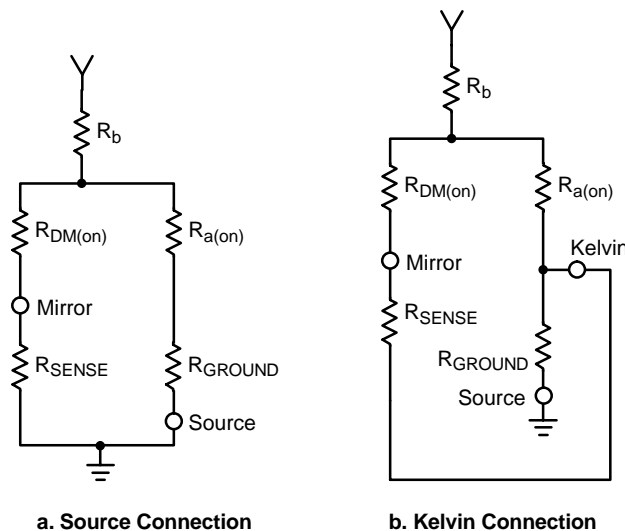 R_b
R_DM(on)
R_a(on)
Mirror
R_SENSE
R_GROUND
Source
a. Source Connection
R_b
R_DM(on)
R_a(on)
Kelvin
Mirror
R_SENSE
R_GROUND
Source
b. Kelvin Connection